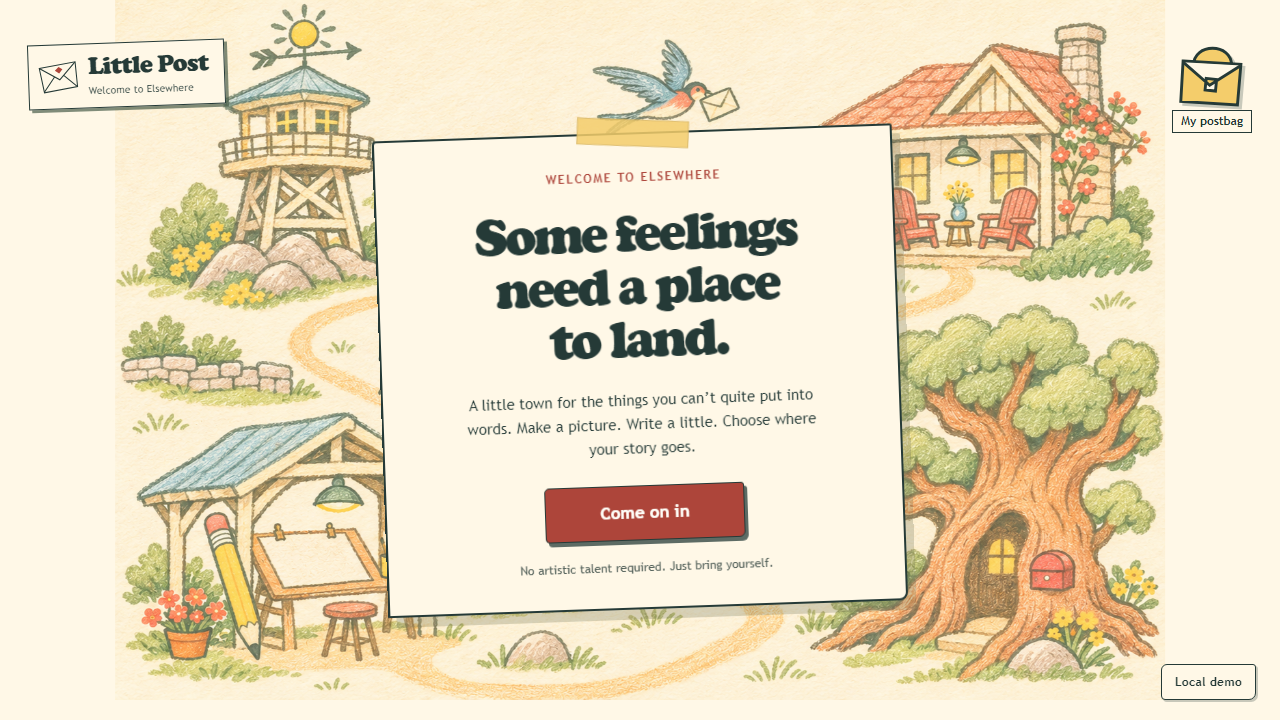 Little Post
Welcome to Elsewhere
My postbag
WELCOME TO ELSEWHERE
Some feelings
need a place
to land.
A little town for the things you can’t quite put into
words. Make a picture. Write a little. Choose where
your story goes.
Come on in
No artistic talent required. Just bring yourself.
Local demo